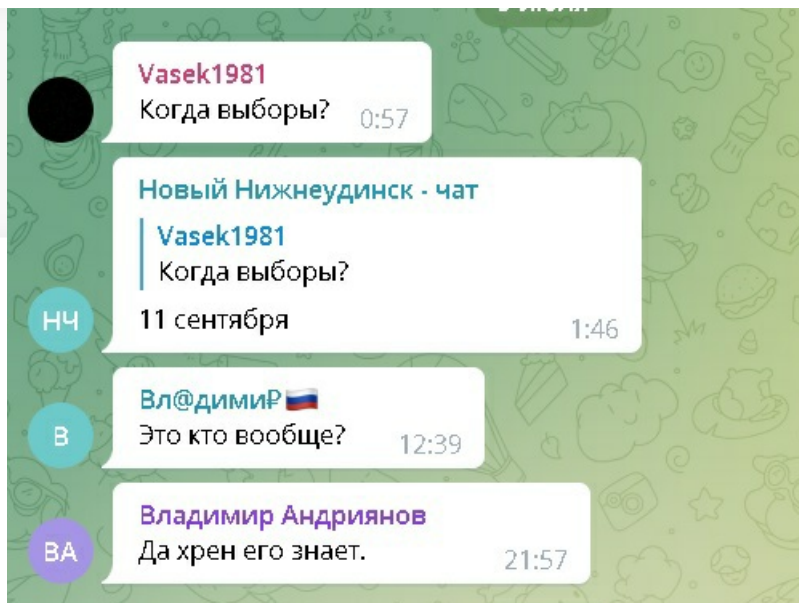 Vasek1981
Когда выборы?
0:57
Новый Нижнеудинск - чат
Vasek1981
Когда выборы?
11 сентября
1:46
НЧ
Вл@дими₽🇷🇺
Это кто вообще?
12:39
В
Владимир Андриянов
Да хрен его знает.
21:57
ВА